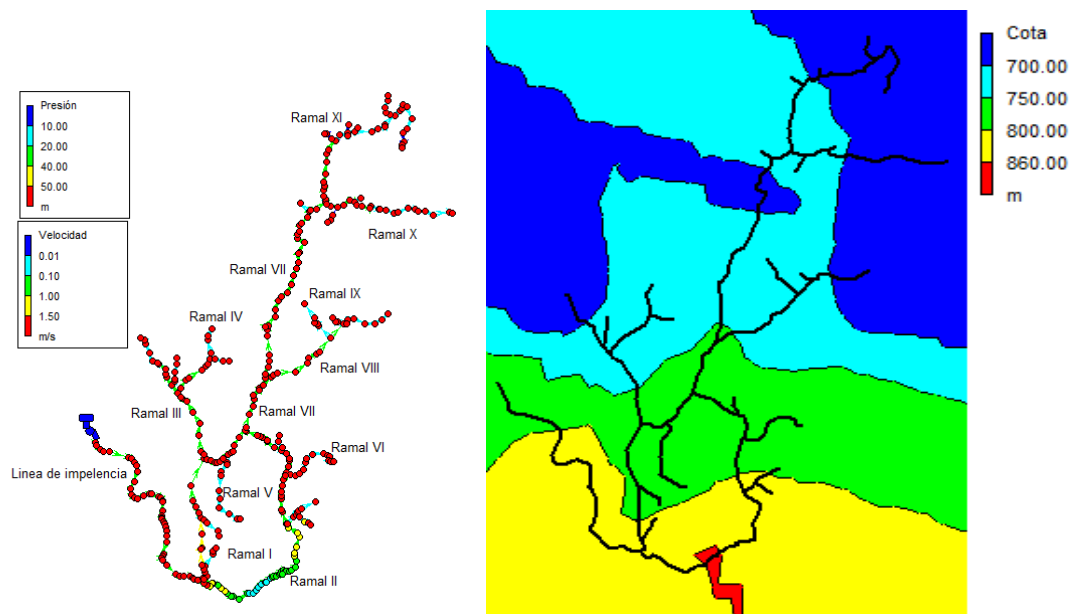 Presión
10.00
20.00
40.00
50.00
m
Velocidad
0.01
0.10
1.00
1.50
m/s
Ramal XI
Ramal X
Ramal VII
Ramal IX
Ramal IV
Ramal VIII
Ramal III
Ramal VII
Ramal VI
Linea de impelencia
Ramal V
Ramal I
Ramal II
Cota
700.00
750.00
800.00
860.00
m